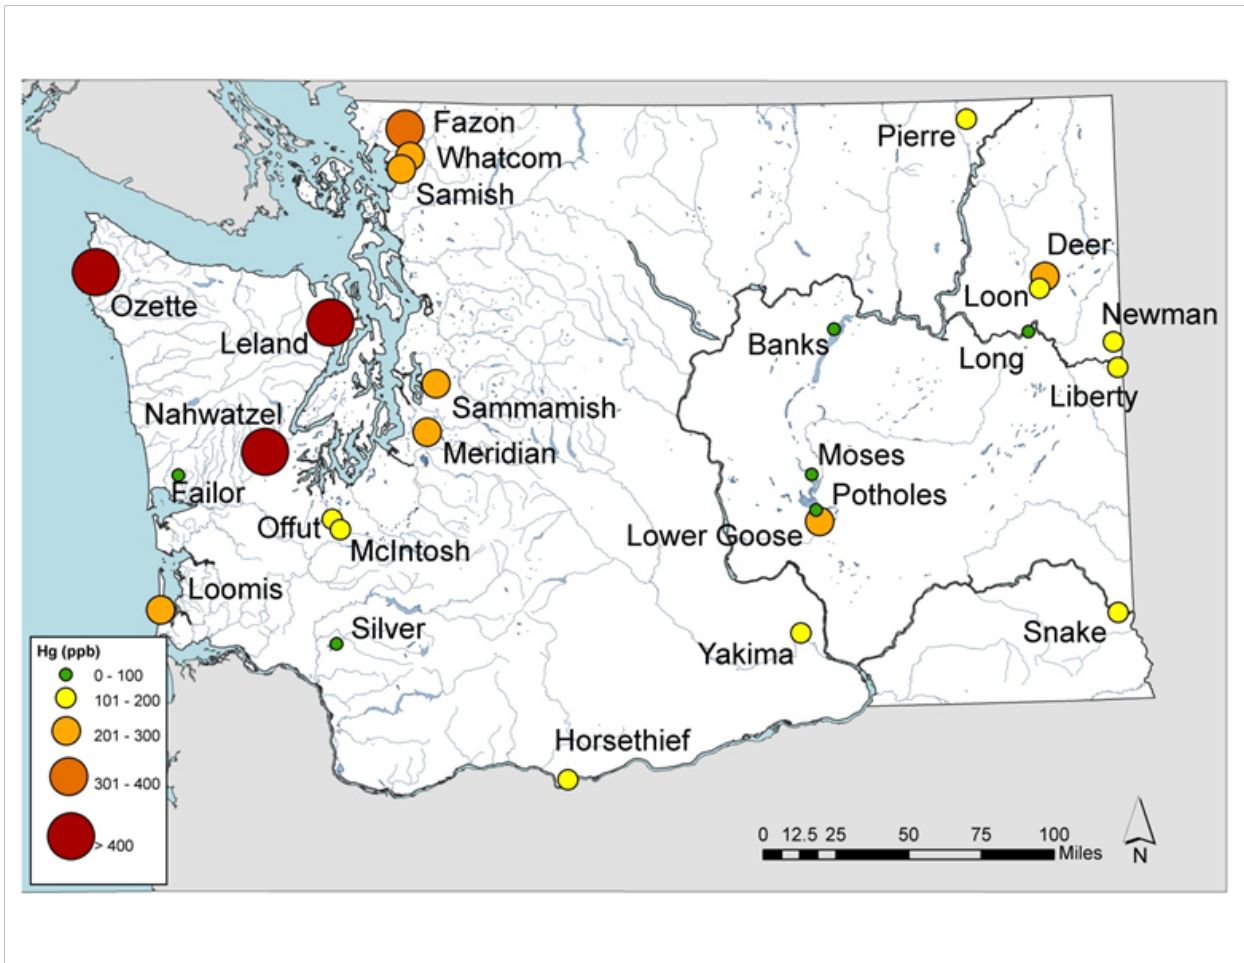 Fazon
Pierre
Whatcom
Samish
Deer
Loon
Ozette
Newman
Leland
Banks
Long
Liberty
Sammamish
Nahwatzel
Meridian
Moses
Failor
Potholes
Offut
Lower Goose
McIntosh
Loomis
Silver
Snake
Yakima
Horsethief
Hg (ppb)
0 - 100
101 - 200
201 - 300
301 - 400
> 400
0 12.5 25 50 75 100
Miles
N